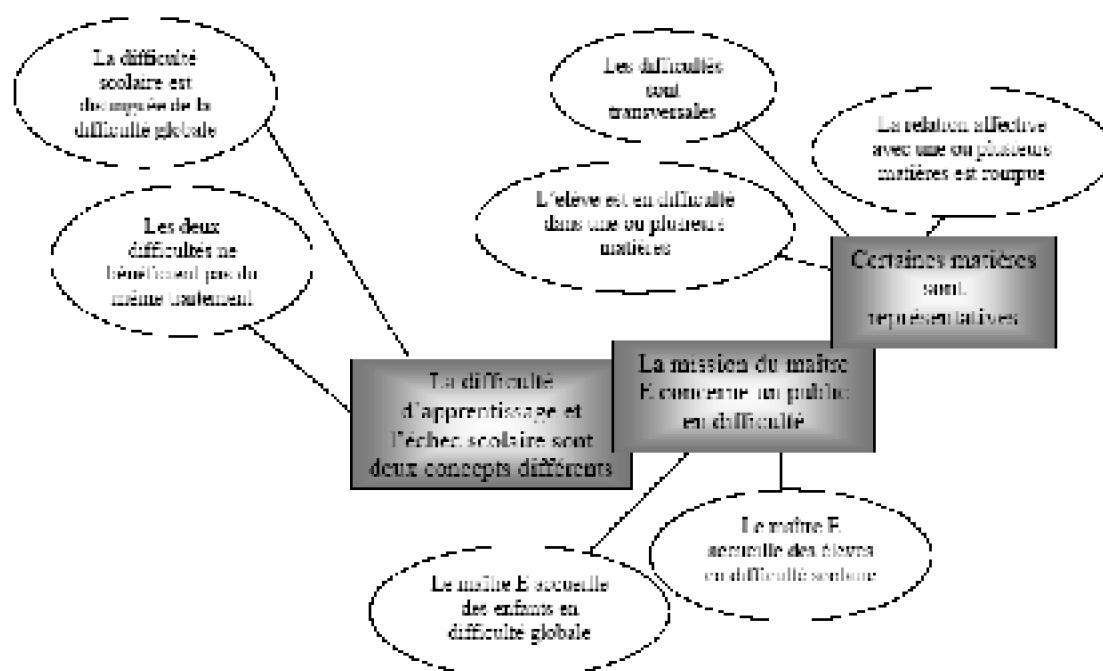 La difficulté
scolaire est
distinguée de la
difficulté globale
Les deux
difficultés ne
bénéficient pas du
même traitement
Les difficultés
sont
transversales
L'elève est en difficulté
dans une ou plusieurs
matières
La relation affective
avec une ou plusieurs
matières est rompue
Certaines matières
sont
représentatives
La difficulté
d'apprentissage et
l'échec scolaire sont
deux concepts différents
La mission du maître
E concerne un public
en difficulté
Le maître E accueille
des enfants en
difficulté globale
Le maître E
accueille des élèves
en difficulté scolaire